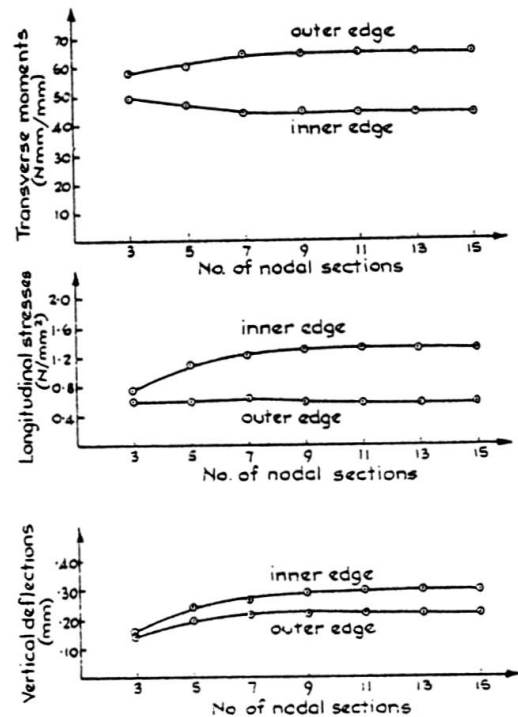 Transverse moments
(Nmm/mm)
70
60
50
40
30
20
10
outer edge
inner edge
3 5 7 9 11 13 15
No. of nodal sections
Longitudinal stresses
(N/mm²)
2.0
1.6
1.2
0.8
0.4
inner edge
outer edge
3 5 7 9 11 13 15
No. of nodal sections
Vertical deflections
(mm)
.40
.30
.20
.10
inner edge
outer edge
3 5 7 9 11 13 15
No of nodal sections